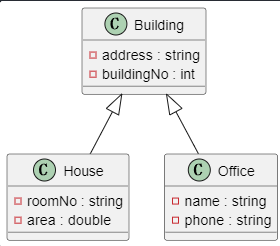 C Building
address : string
buildingNo : int
C House
roomNo : string
area : double
C Office
name : string
phone : string